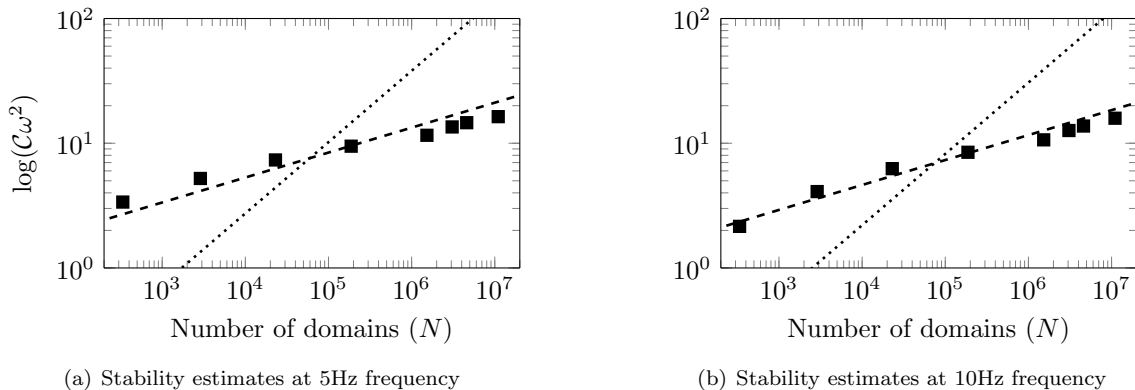 10^2
10^1
10^0
log(𝒞ω^2)
10^3 10^4 10^5 10^6 10^7
Number of domains (N)
(a) Stability estimates at 5Hz frequency
10^2
10^1
10^0
10^3 10^4 10^5 10^6 10^7
Number of domains (N)
(b) Stability estimates at 10Hz frequency